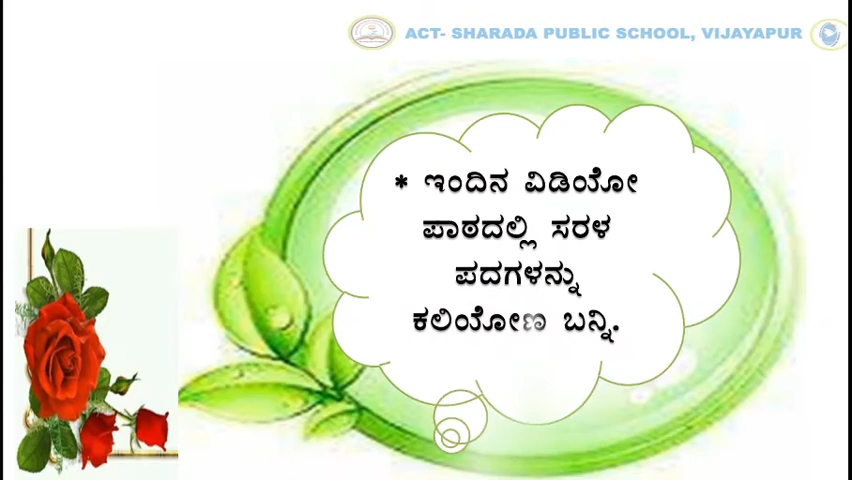 ACT- SHARADA PUBLIC SCHOOL, VIJAYAPUR
* ಇಂದಿನ ವಿಡಿಯೋ
ಪಾಠದಲ್ಲಿ ಸರಳ
ಪದಗಳನ್ನು
ಕಲಿಯೋಣ ಬನ್ನಿ.